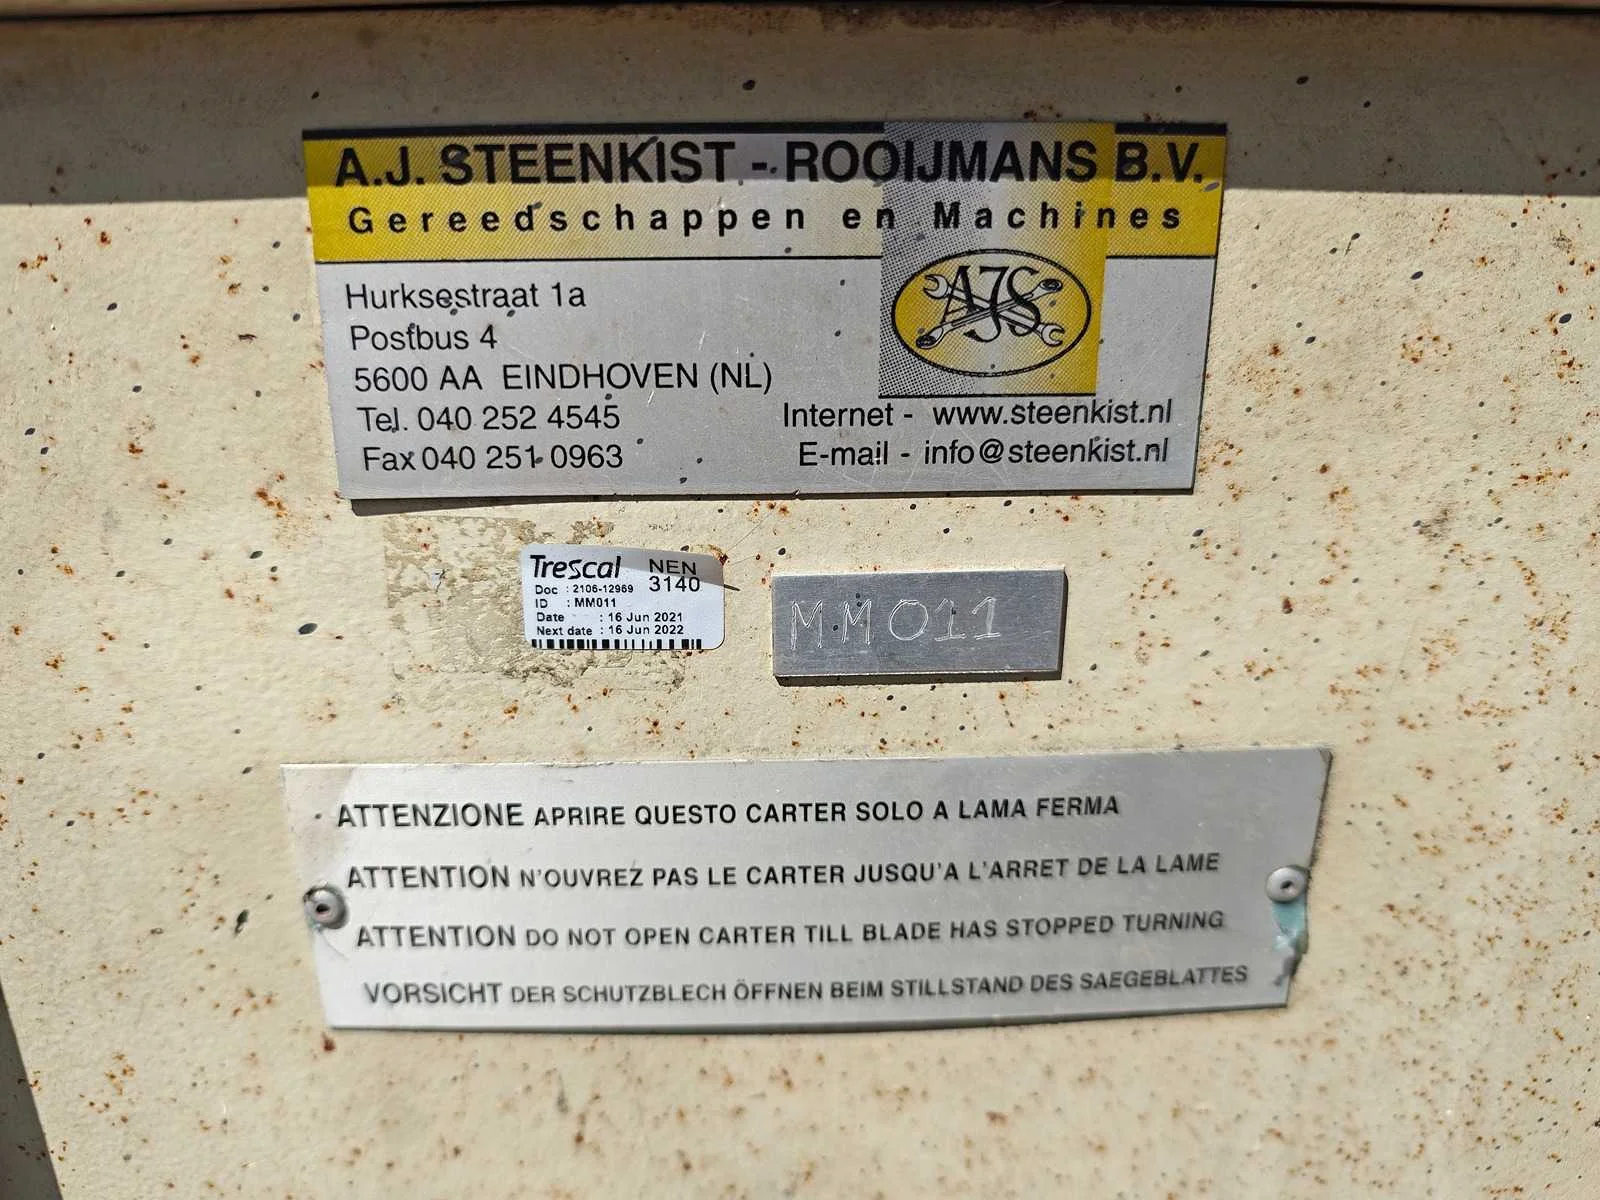 A.J. STEENKIST - ROOIJMANS B.V.
Gereedschappen en Machines
AJS
Hurksestraat 1a
Postbus 4
5600 AA EINDHOVEN (NL)
Tel. 040 252 4545
Fax 040 251 0963
Internet - www.steenkist.nl
E-mail - info@steenkist.nl
Trescal NEN 3140
Doc : 2106-12969
ID : MM011
Date : 16 Jun 2021
Next date : 16 Jun 2022
MM011
ATTENZIONE APRIRE QUESTO CARTER SOLO A LAMA FERMA
ATTENTION N'OUVREZ PAS LE CARTER JUSQU'A L'ARRET DE LA LAME
ATTENTION DO NOT OPEN CARTER TILL BLADE HAS STOPPED TURNING
VORSICHT DER SCHUTZBLECH ÖFFNEN BEIM STILLSTAND DES SAEGEBLATTES